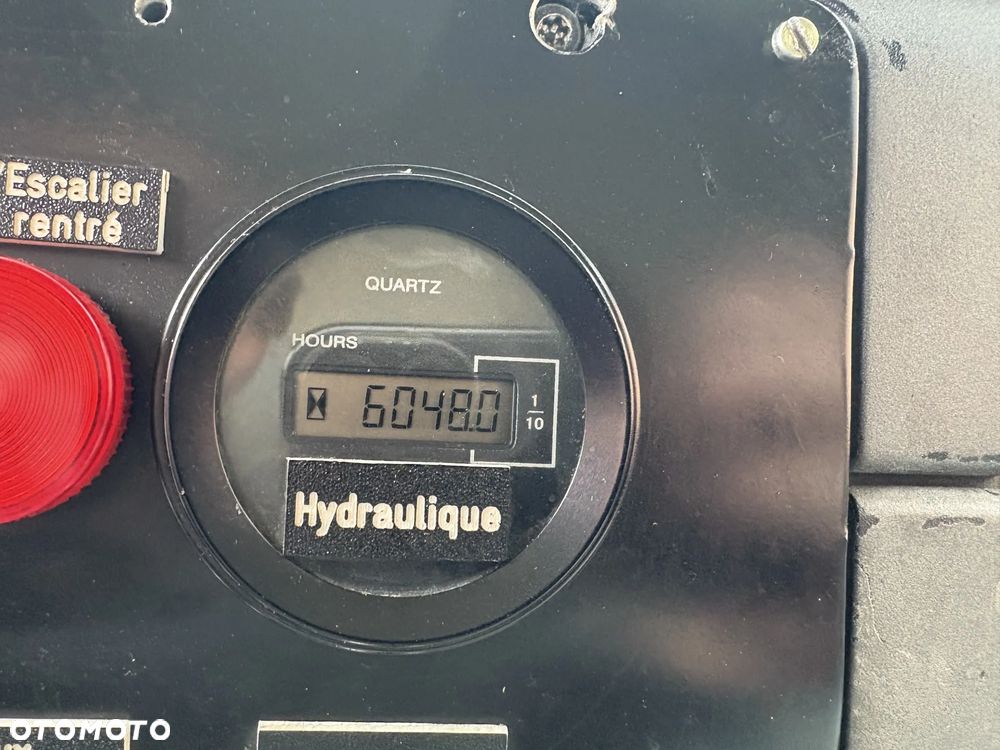 Escalier
rentré
QUARTZ
HOURS
6048.0
1
10
Hydraulique
OTOMOTO